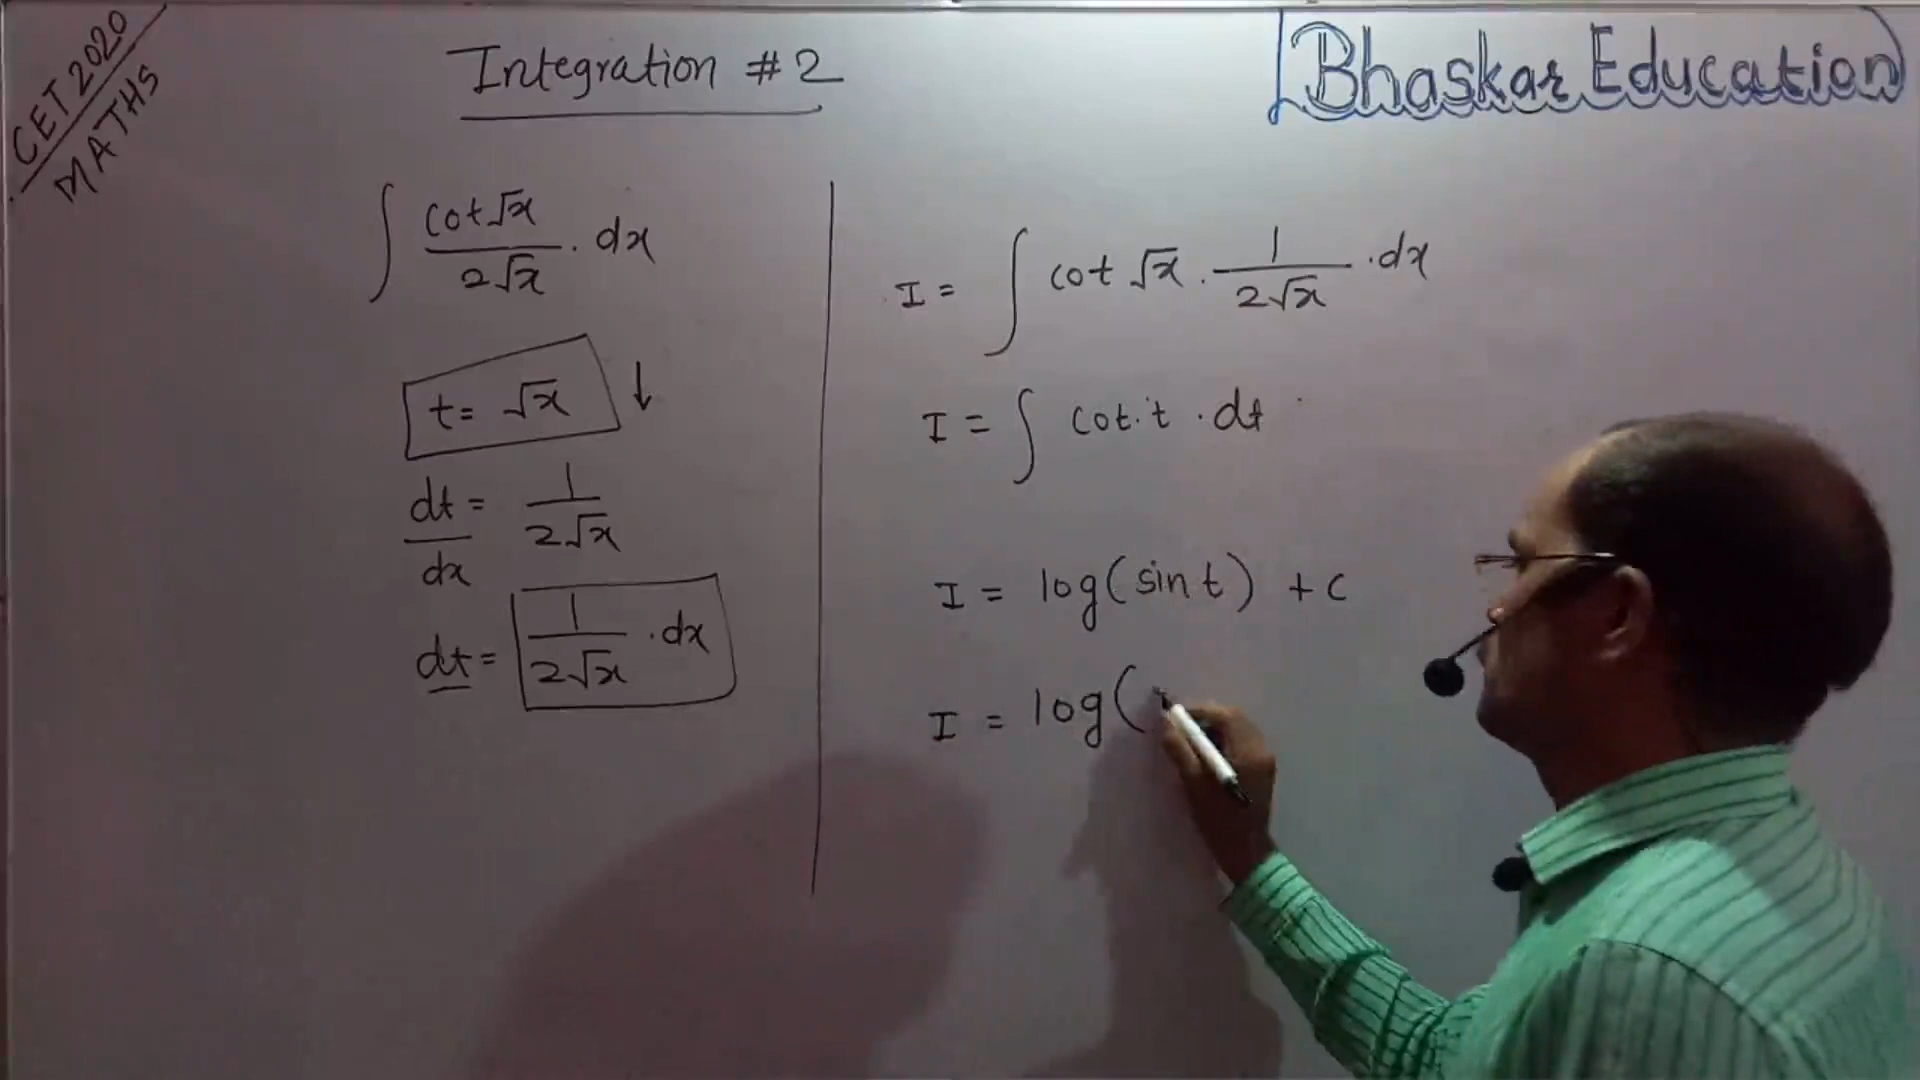 CET 2020
MATHS
Integration #2
Bhaskar Education
∫ cot√x / 2√x . dx
t = √x ↓
dt/dx = 1/2√x
dt = 1/2√x . dx
I = ∫ cot √x . 1/2√x . dx
I = ∫ cot. t . dt
I = log(sin t) + c
I = log(